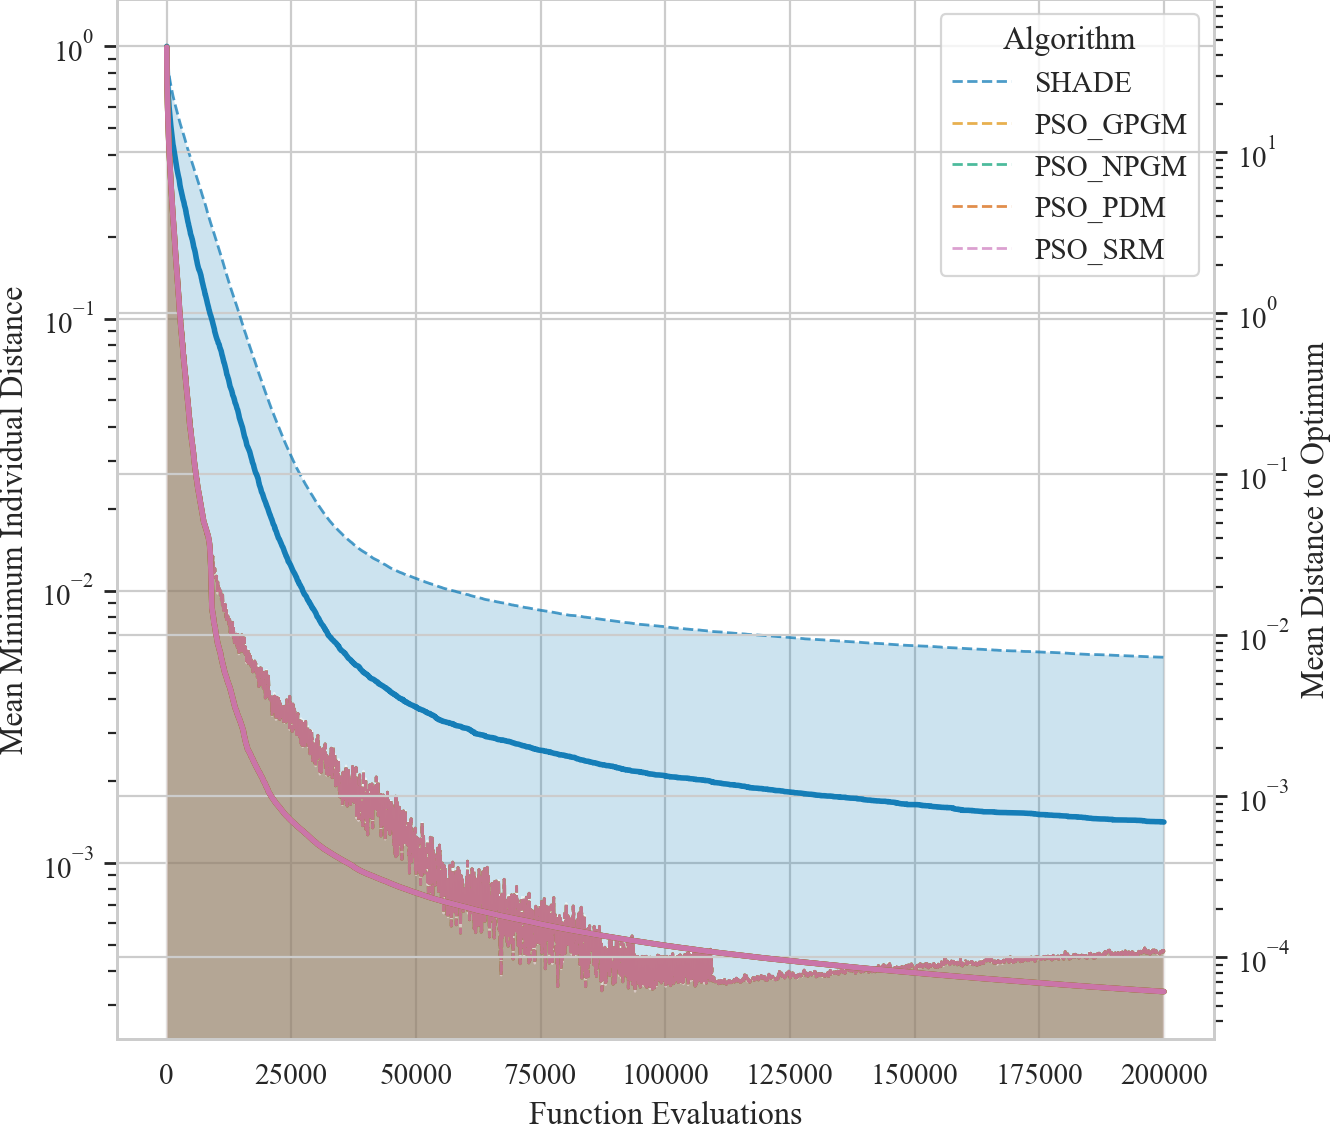 Algorithm
SHADE
PSO_GPGM
PSO_NPGM
PSO_PDM
PSO_SRM
10^0
10^−1
10^−2
10^−3
Mean Minimum Individual Distance
10^1
10^0
10^−1
10^−2
10^−3
10^−4
Mean Distance to Optimum
0 25000 50000 75000 100000 125000 150000 175000 200000
Function Evaluations